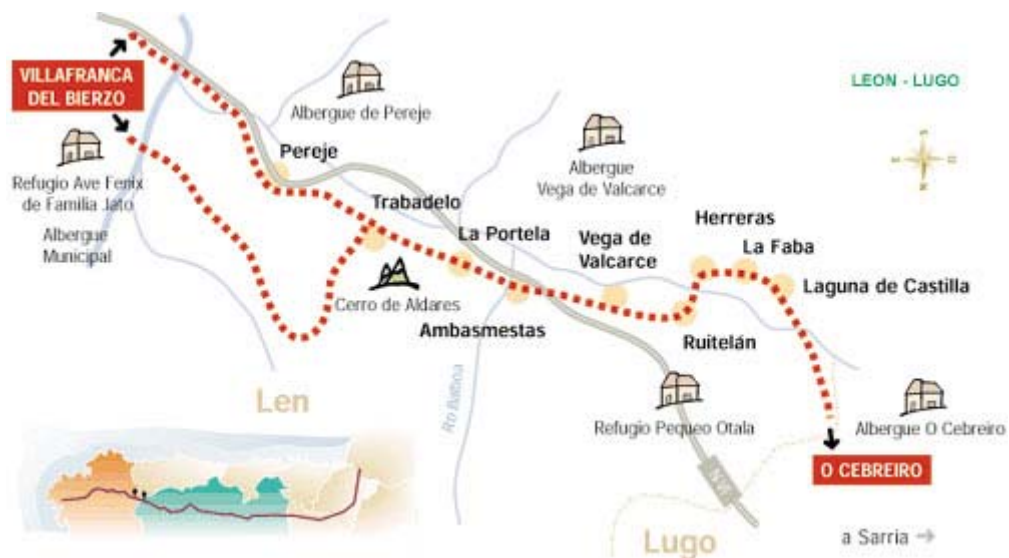 VILLAFRANCA
DEL BIERZO
LEON - LUGO
Albergue de Pereje
Pereje
Refugio Ave Fenix
de Familia Jato
Albergue
Municipal
Albergue
Vega de Valcarce
Trabadelo
La Portela
Herreras
Vega de
Valcarce
La Faba
Laguna de Castilla
Cerro de Aldares
Ambasmestas
Ruitelán
Len
Ro Barboa
Refugio Pequeo Otala
Albergue O Cebreiro
O CEBREIRO
Lugo
a Sarria →